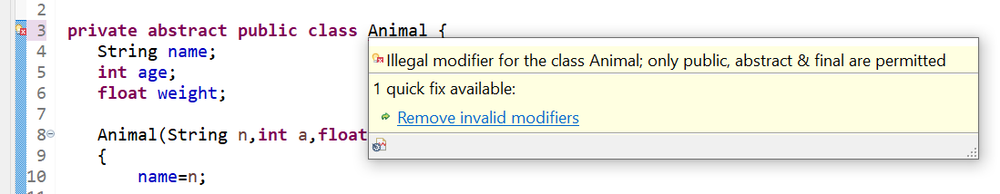 2
3 private abstract public class Animal {
4 String name;
5 int age;
6 float weight;
7
8 Animal(String n,int a,float
9 {
10 name=n;
Illegal modifier for the class Animal; only public, abstract & final are permitted
1 quick fix available:
Remove invalid modifiers